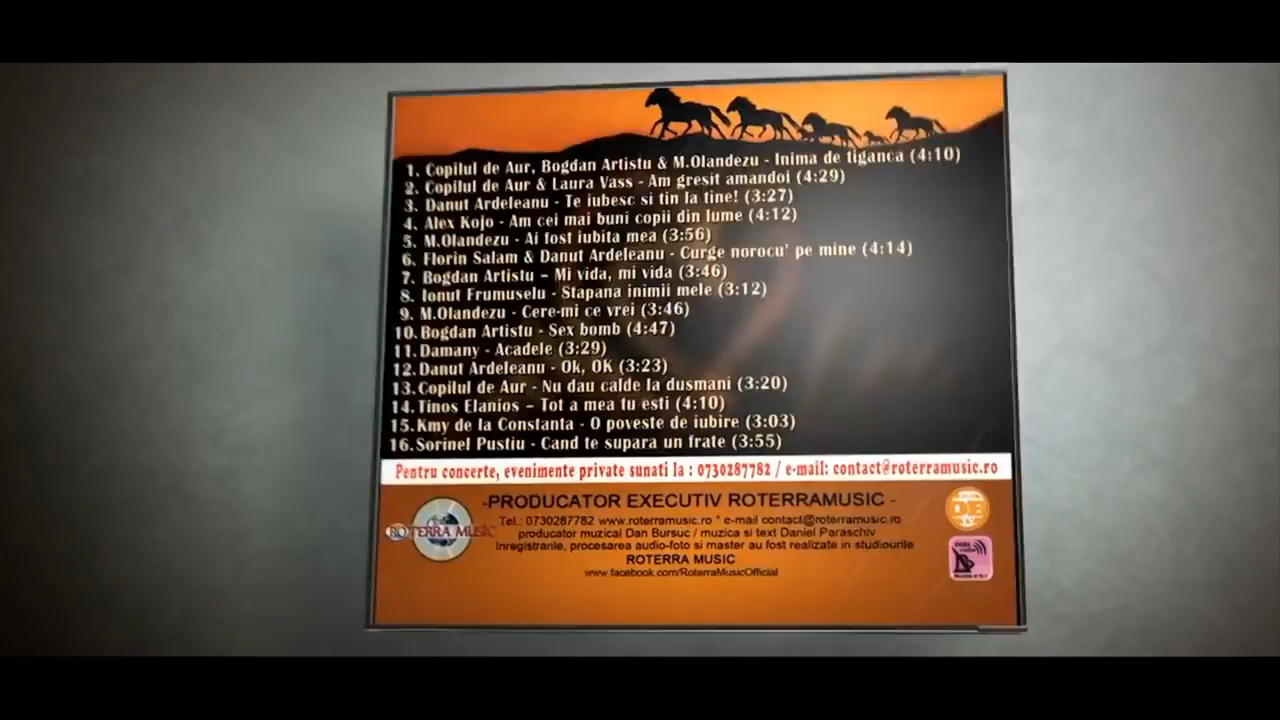 1. Copilul de Aur, Bogdan Artistu & M.Olandezu - Inima de tiganca (4:10)
2. Copilul de Aur & Laura Vass - Am gresit amandoi (4:29)
3. Danut Ardeleanu - Te iubesc si tin la tine! (3:27)
4. Alex Kojo - Am cei mai buni copii din lume (4:12)
5. M.Olandezu - Ai fost iubita mea (3:56)
6. Florin Salam & Danut Ardeleanu - Curge norocu' pe mine (4:14)
7. Bogdan Artistu – Mi vida, mi vida (3:46)
8. Ionut Frumuselu - Stapana inimii mele (3:12)
9. M.Olandezu - Cere-mi ce vrei (3:46)
10. Bogdan Artistu - Sex bomb (4:47)
11. Damany - Acadele (3:29)
12. Danut Ardeleanu - Ok, OK (3:23)
13. Copilul de Aur - Nu dau calde la dusmani (3:20)
14. Tinos Elanios – Tot a mea tu esti (4:10)
15. Kmy de la Constanta - O poveste de iubire (3:03)
16. Sorinel Pustiu - Cand te supara un frate (3:55)
Pentru concerte, evenimente private sunati la : 0730287782 / e-mail: contact@roterramusic.ro
-PRODUCATOR EXECUTIV ROTERRAMUSIC -
Tel.: 0730287782 www.roterramusic.ro * e-mail contact@roterramusic.ro
producator muzical Dan Bursuc / muzica si text Daniel Paraschiv
Inregistrarile, procesarea audio-foto si master au fost realizate in studiourile
ROTERRA MUSIC
www.facebook.com/RoterraMusicOfficial
ROTERRA MUSIC
DB